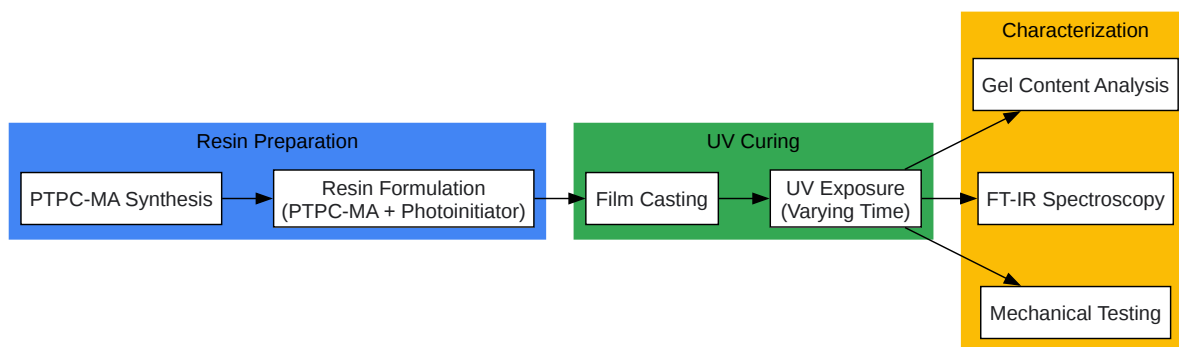 Resin Preparation
PTPC-MA Synthesis
Resin Formulation
(PTPC-MA + Photoinitiator)
UV Curing
Film Casting
UV Exposure
(Varying Time)
Characterization
Gel Content Analysis
FT-IR Spectroscopy
Mechanical Testing